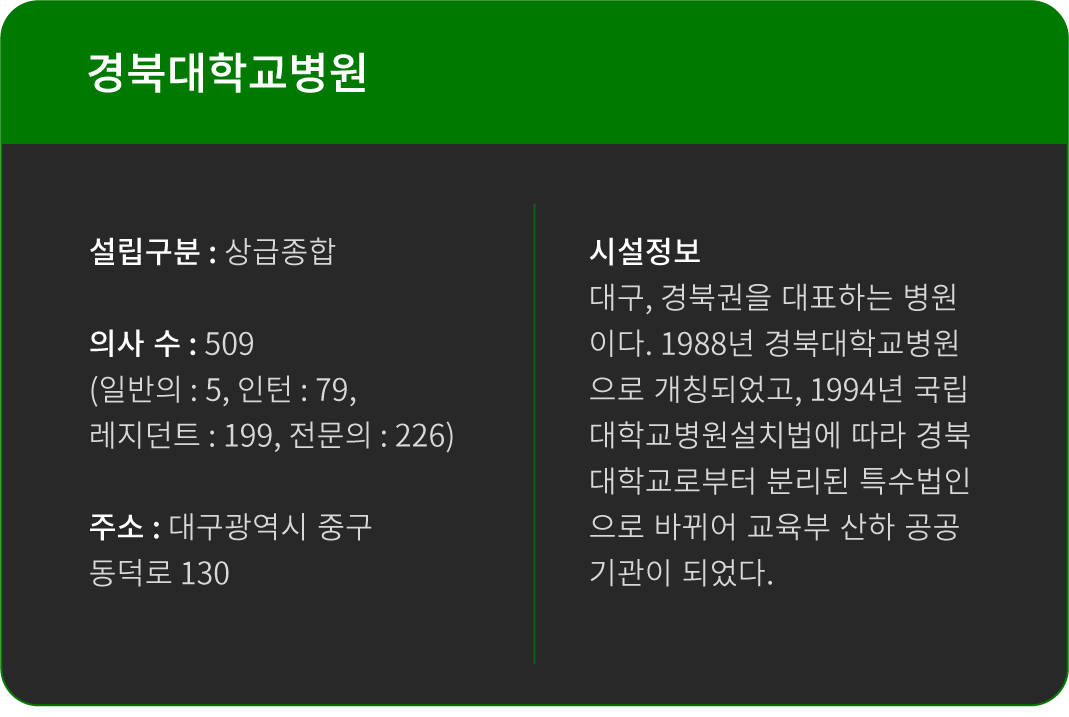 경북대학교병원
설립구분 : 상급종합
의사 수 : 509
(일반의 : 5, 인턴 : 79,
레지던트 : 199, 전문의 : 226)
주소 : 대구광역시 중구
동덕로 130
시설정보
대구, 경북권을 대표하는 병원
이다. 1988년 경북대학교병원
으로 개칭되었고, 1994년 국립
대학교병원설치법에 따라 경북
대학교로부터 분리된 특수법인
으로 바뀌어 교육부 산하 공공
기관이 되었다.